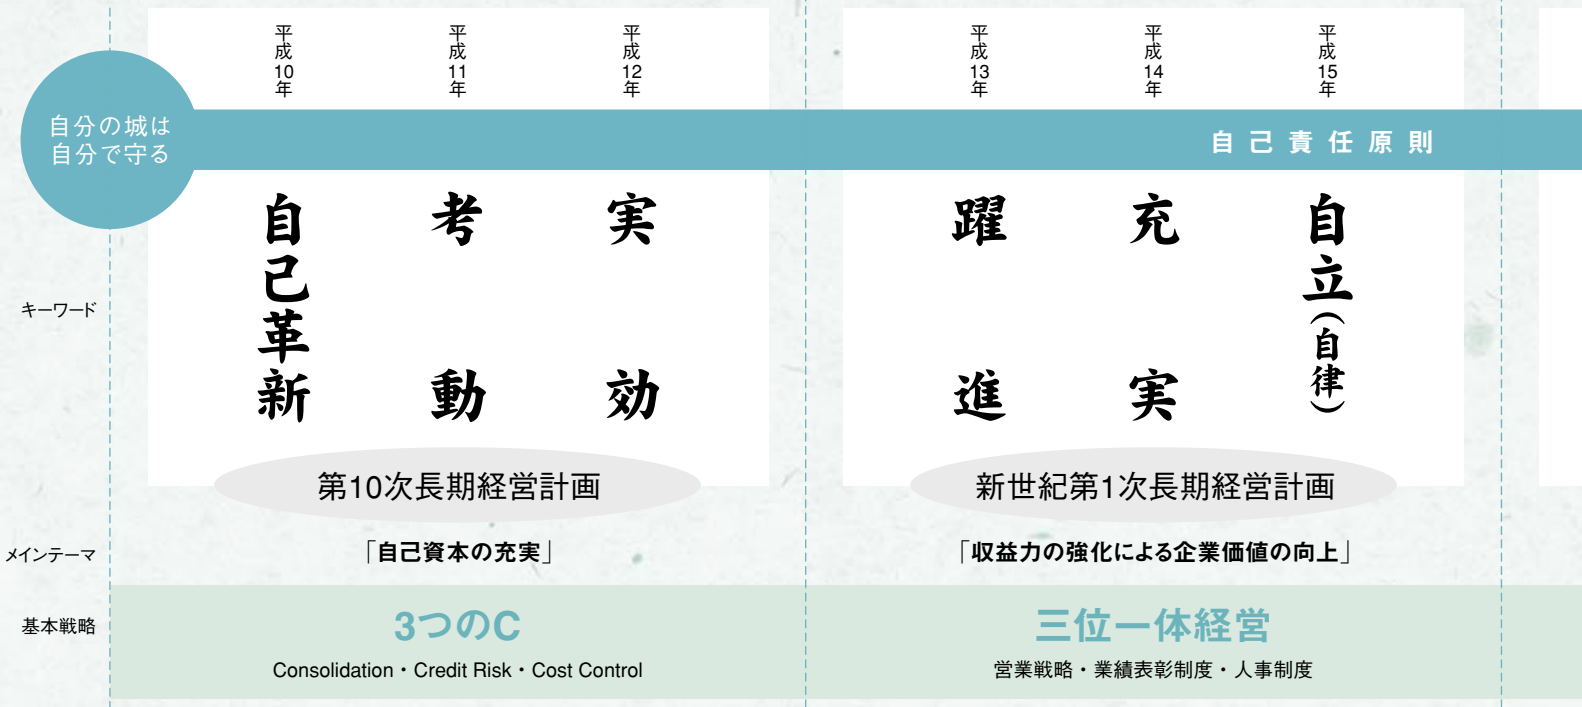 平成10年
平成11年
平成12年
平成13年
平成14年
平成15年
自分の城は
自分で守る
自己責任原則
キーワード
自己革新
考動
実効
躍進
充実
自立（自律）
第10次長期経営計画
新世紀第1次長期経営計画
メインテーマ
「自己資本の充実」
「収益力の強化による企業価値の向上」
基本戦略
3つのC
Consolidation・Credit Risk・Cost Control
三位一体経営
営業戦略・業績表彰制度・人事制度